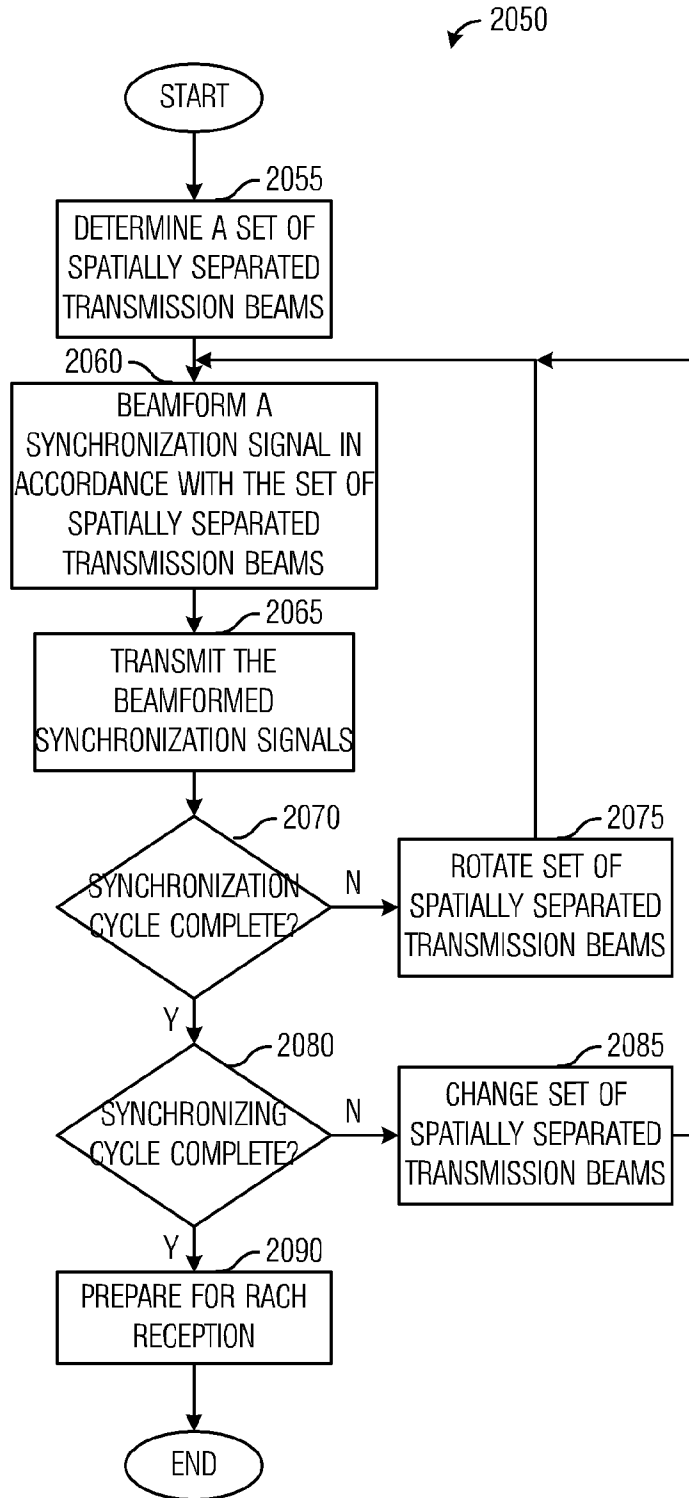 2050
START
2055
DETERMINE A SET OF
SPATIALLY SEPARATED
TRANSMISSION BEAMS
2060
BEAMFORM A
SYNCHRONIZATION SIGNAL IN
ACCORDANCE WITH THE SET OF
SPATIALLY SEPARATED
TRANSMISSION BEAMS
2065
TRANSMIT THE
BEAMFORMED
SYNCHRONIZATION SIGNALS
2070
SYNCHRONIZATION
CYCLE COMPLETE?
N
2075
ROTATE SET OF
SPATIALLY SEPARATED
TRANSMISSION BEAMS
Y
2080
SYNCHRONIZING
CYCLE COMPLETE?
N
2085
CHANGE SET OF
SPATIALLY SEPARATED
TRANSMISSION BEAMS
Y
2090
PREPARE FOR RACH
RECEPTION
END